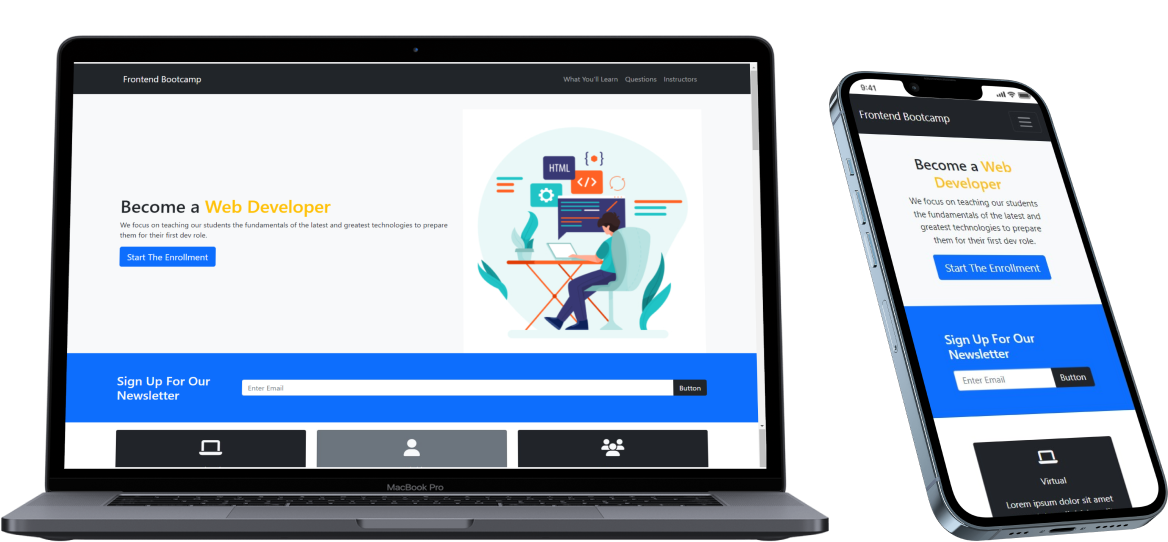 Frontend Bootcamp
What You'll Learn Questions Instructors
HTML
</>
Become a Web Developer
We focus on teaching our students the fundamentals of the latest and greatest technologies to prepare
them for their first dev role.
Start The Enrollment
Sign Up For Our
Newsletter
Enter Email
Button
MacBook Pro
9:41
Frontend Bootcamp
Become a Web
Developer
We focus on teaching our students
the fundamentals of the latest and
greatest technologies to prepare
them for their first dev role.
Start The Enrollment
Sign Up For Our
Newsletter
Enter Email
Button
Virtual
Lorem ipsum dolor sit amet